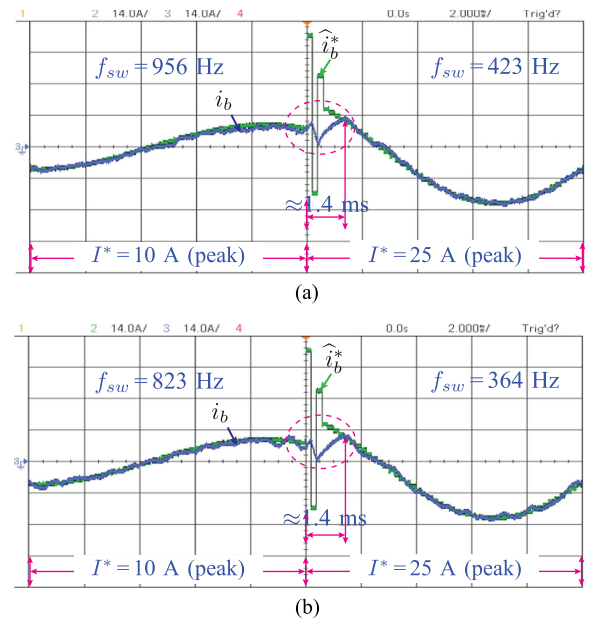 1 2 14.0A/ 3 14.0A/ 4 0.0s 2.000㎳/ Trig'd?
f_sw = 956 Hz î_b^* f_sw = 423 Hz
i_b
3
≈1.4 ms
I* = 10 A (peak) I* = 25 A (peak)
(a)
1 2 14.0A/ 3 14.0A/ 4 0.0s 2.000㎳/ Trig'd?
f_sw = 823 Hz î_b^* f_sw = 364 Hz
i_b
3
≈1.4 ms
I* = 10 A (peak) I* = 25 A (peak)
(b)